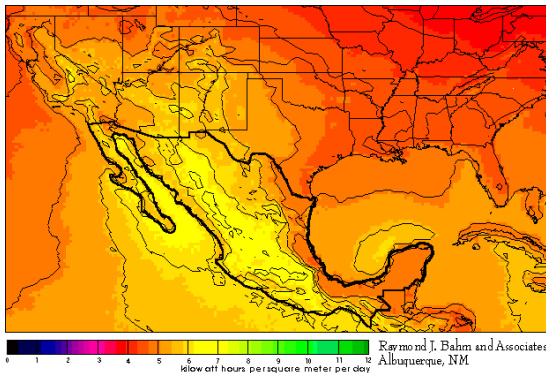 0 1 2 3 4 5 6 7 8 9 10 11 12
kilowatt hours per square meter per day
Raymond J. Bahm and Associates
Albuquerque, NM